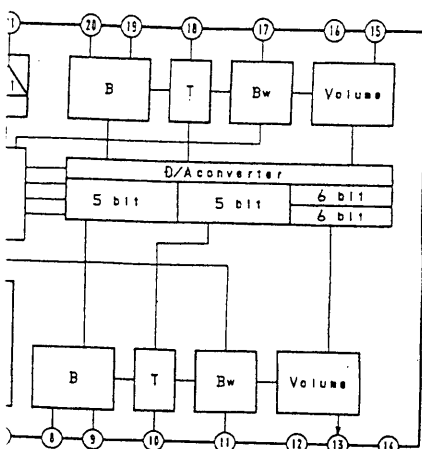 20 19 18 17 16 15
B T Bw Volume
D/Aconverter
5 bit 5 bit 6 bit
6 bit
B T Bw Volume
8 9 10 11 12 13 14